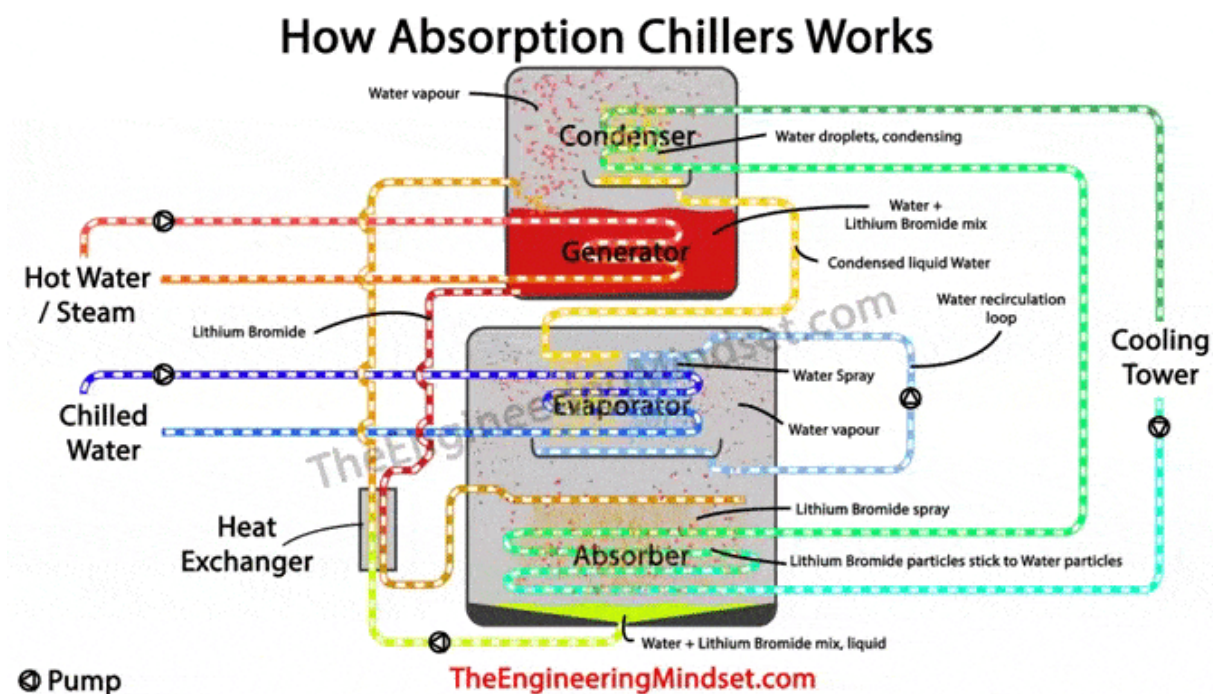 How Absorption Chillers Works
Water vapour
Condenser
Water droplets, condensing
Water +
Lithium Bromide mix
Generator
Hot Water
/ Steam
Condensed liquid Water
Lithium Bromide
Water recirculation
loop
Cooling
Tower
Water Spray
Evaporator
Chilled
Water
Water vapour
TheEngineeringMindset.com
Lithium Bromide spray
Heat
Exchanger
Absorber
Lithium Bromide particles stick to Water particles
Water + Lithium Bromide mix, liquid
Pump
TheEngineeringMindset.com